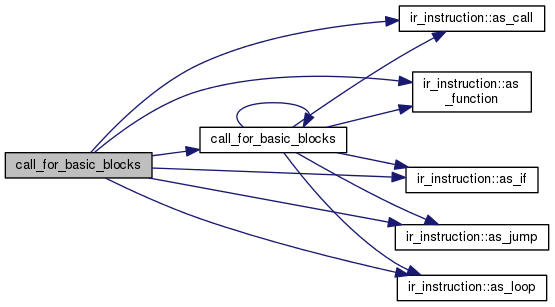 ir_instruction::as_call
ir_instruction::as
_function
call_for_basic_blocks
call_for_basic_blocks
ir_instruction::as_if
ir_instruction::as_jump
ir_instruction::as_loop